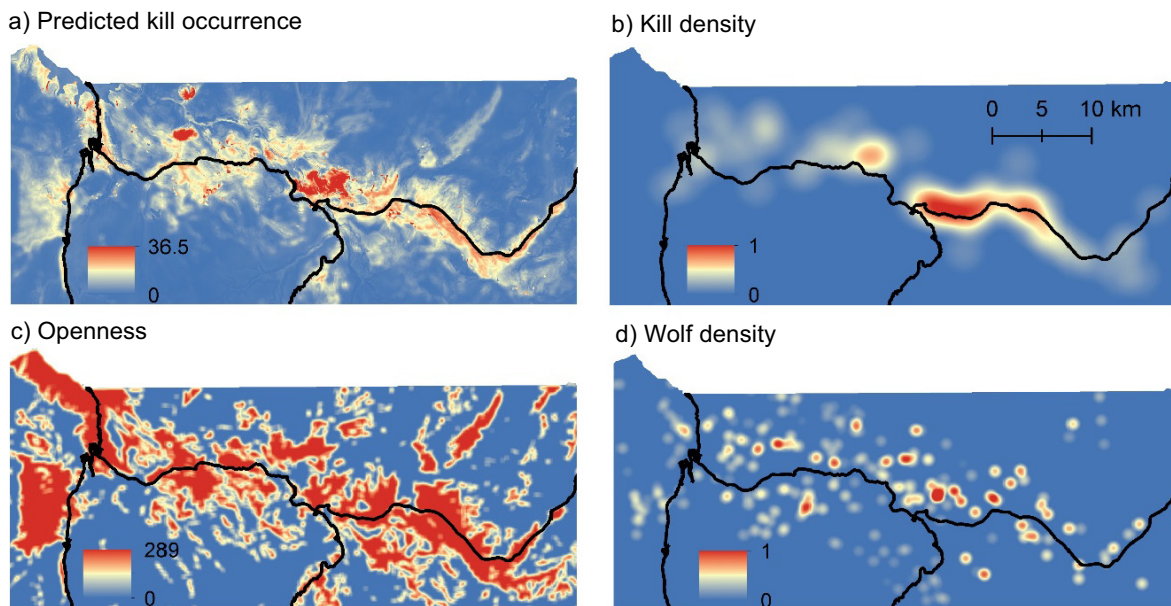 a) Predicted kill occurrence
36.5
0
b) Kill density
0 5 10 km
1
0
c) Openness
289
0
d) Wolf density
1
0